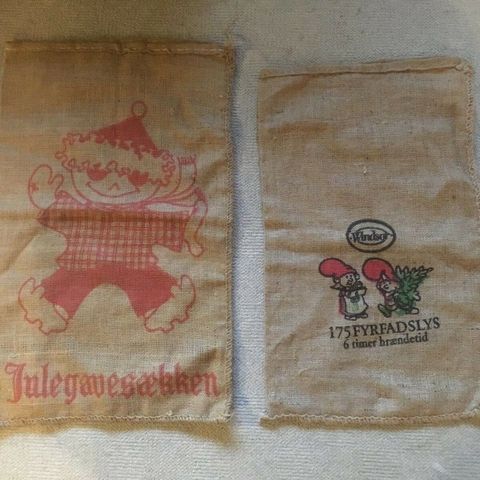 Julegavesækken
Windsor
175 FYRFADSLYS
6 timer brændetid